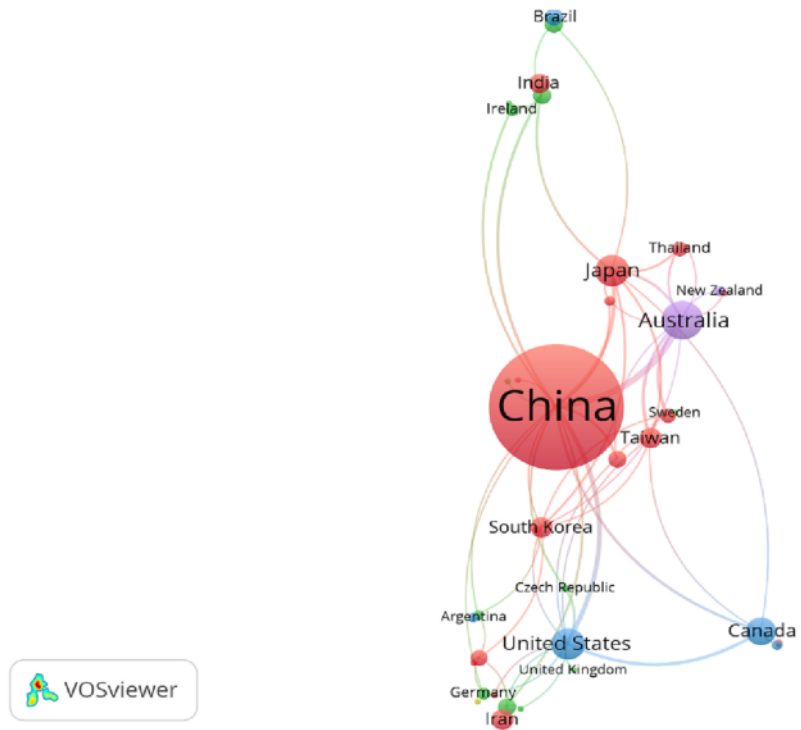 Brazil
India
Ireland
Thailand
Japan
New Zealand
Australia
China
Sweden
Taiwan
South Korea
Czech Republic
Argentina
Canada
United States
United Kingdom
Germany
Iran
VOSviewer